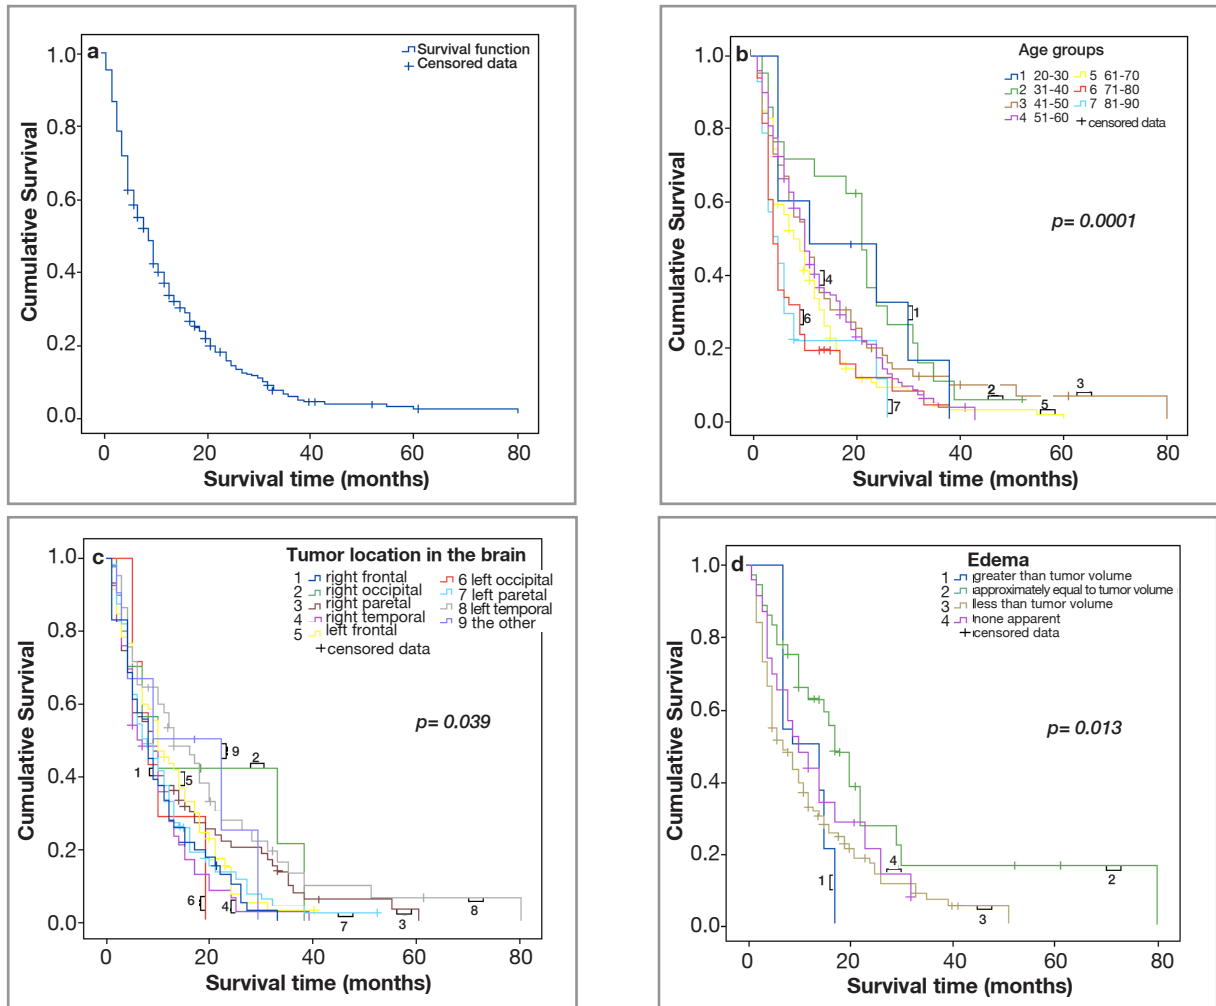 a
Survival function
Censored data
1.0
0.8
0.6
0.4
0.2
0.0
0 20 40 60 80
Cumulative Survival
Survival time (months)
b
Age groups
1 20-30
2 31-40
3 41-50
4 51-60
5 61-70
6 71-80
7 81-90
censored data
p= 0.0001
1.0
0.8
0.6
0.4
0.2
0.0
4
1
6
7
2
3
5
0 20 40 60 80
Cumulative Survival
Survival time (months)
c
Tumor location in the brain
1 right frontal
2 right occipital
3 right paretal
4 right temporal
5 left frontal
censored data
6 left occipital
7 left paretal
8 left temporal
9 the other
p= 0.039
1.0
0.8
0.6
0.4
0.2
0.0
9
2
1
5
6
4
7
3
8
0 20 40 60 80
Cumulative Survival
Survival time (months)
d
Edema
1 greater than tumor volume
2 approximately equal to tumor volume
3 less than tumor volume
4 none apparent
censored data
p= 0.013
1.0
0.8
0.6
0.4
0.2
0.0
4
1
2
3
0 20 40 60 80
Cumulative Survival
Survival time (months)